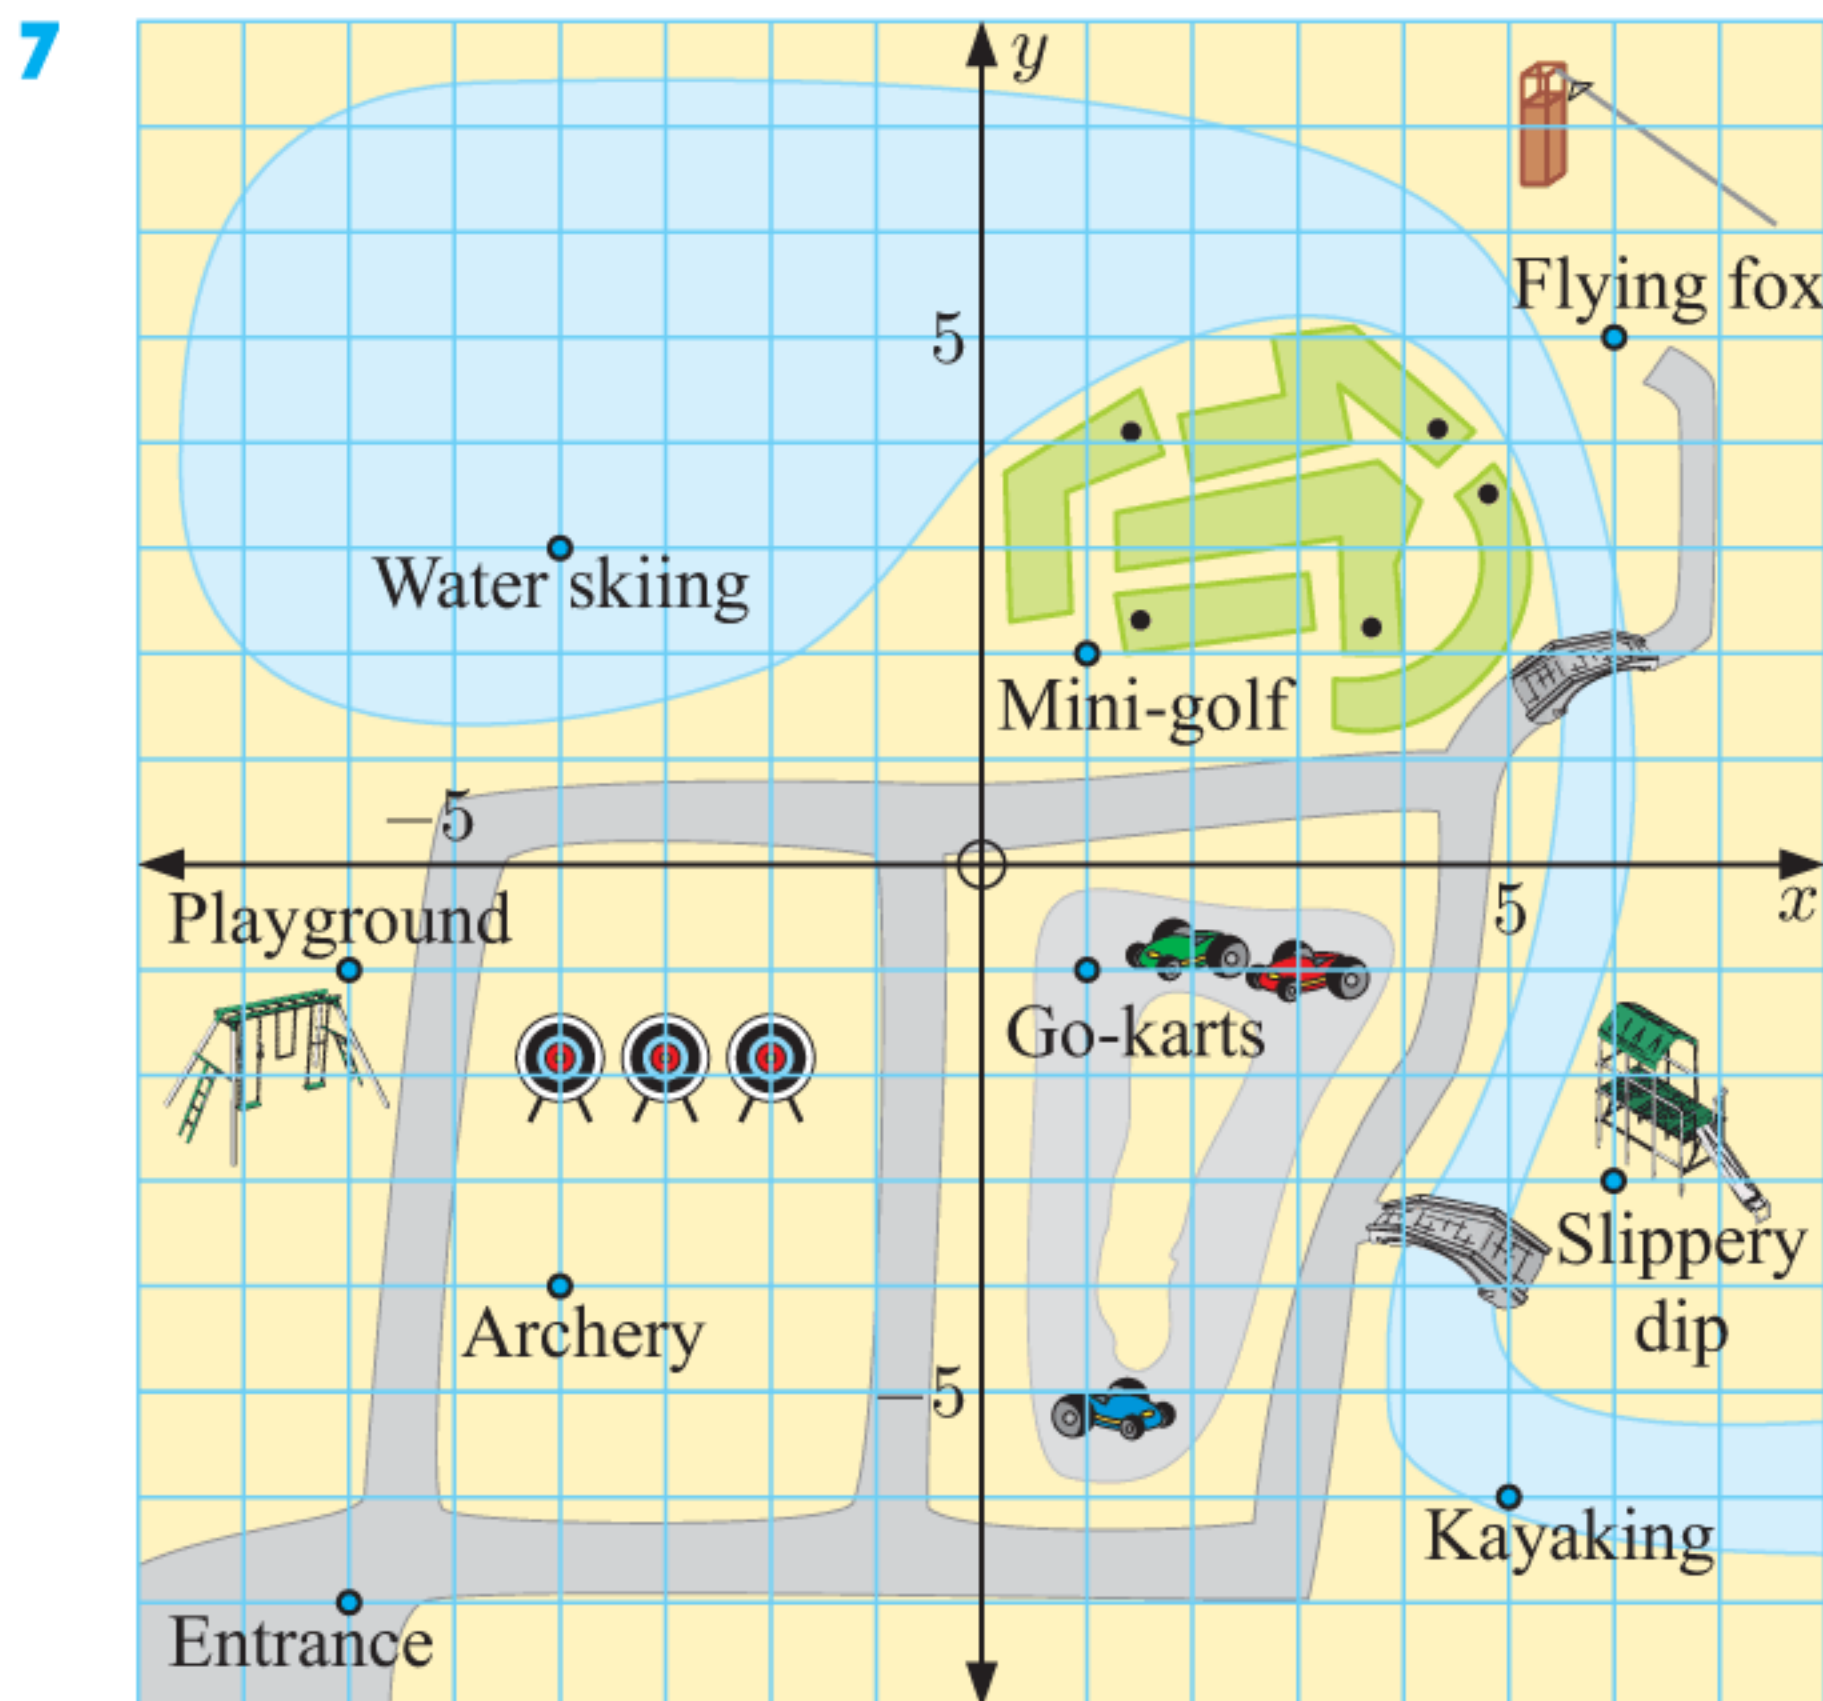 7
y
Flying fox
5
Water skiing
Mini-golf
−5
5
x
Playground
Go-karts
Slippery
dip
Archery
−5
Kayaking
Entrance